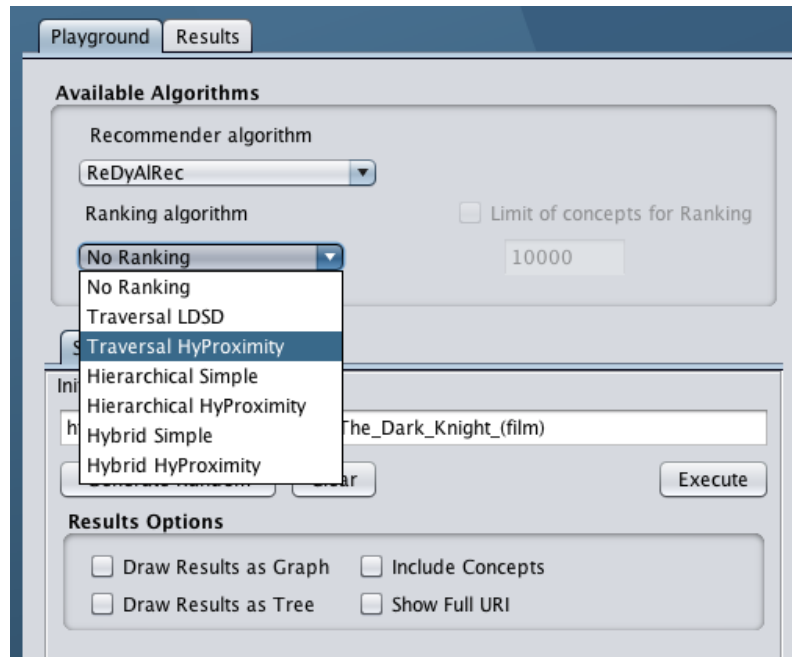 Playground Results
Available Algorithms
Recommender algorithm
ReDyAlRec
Ranking algorithm
Limit of concepts for Ranking
No Ranking
10000
No Ranking
Traversal LDSD
Traversal HyProximity
Hierarchical Simple
Hierarchical HyProximity
The_Dark_Knight_(film)
Hybrid Simple
Hybrid HyProximity
Execute
Results Options
Draw Results as Graph Include Concepts
Draw Results as Tree Show Full URI